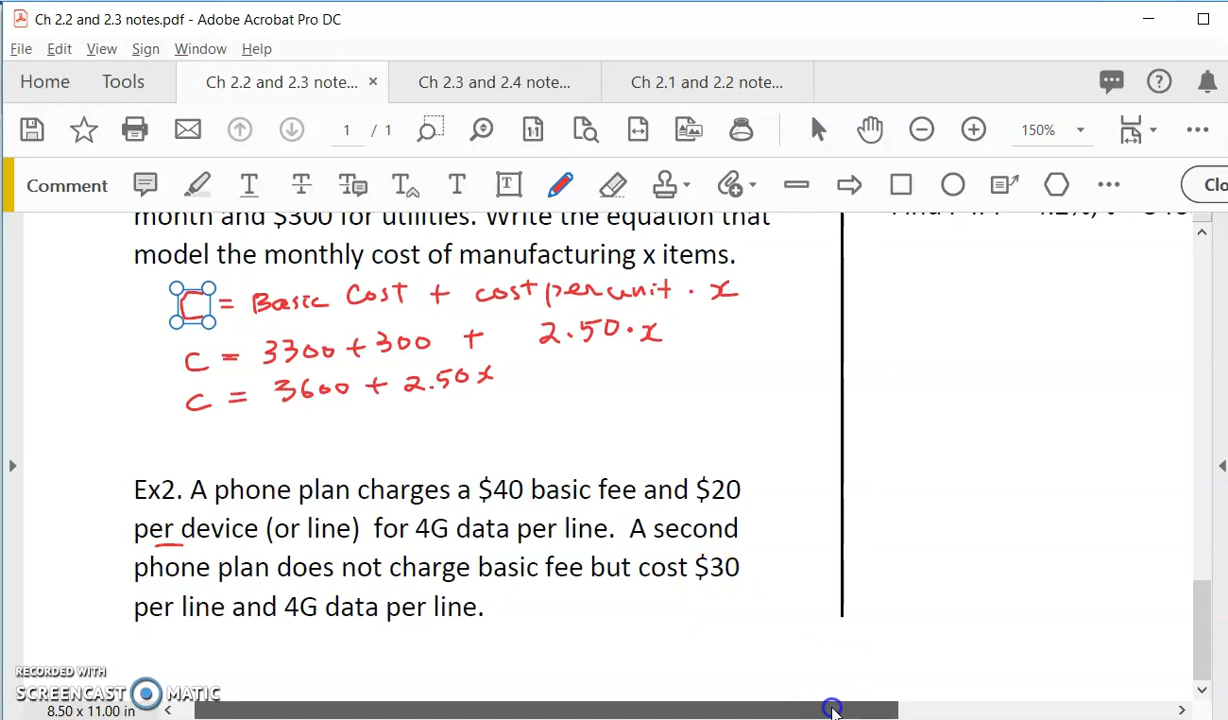 Ch 2.2 and 2.3 notes.pdf - Adobe Acrobat Pro DC
File Edit View Sign Window Help
Home Tools Ch 2.2 and 2.3 note... × Ch 2.3 and 2.4 note... Ch 2.1 and 2.2 note...
1 / 1 150%
Comment Clo
month and $300 for utilities. Write the equation that
model the monthly cost of manufacturing x items.
C = Basic Cost + cost per unit · x
C = 3300 + 300 + 2.50 · x
C = 3600 + 2.50x
Ex2. A phone plan charges a $40 basic fee and $20
per device (or line) for 4G data per line. A second
phone plan does not charge basic fee but cost $30
per line and 4G data per line.
RECORDED WITH
SCREENCAST MATIC
8.50 x 11.00 in